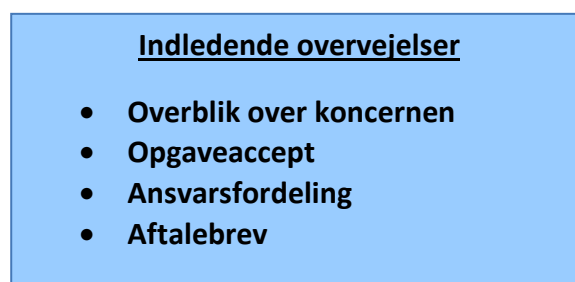 Indledende overvejelser
• Overblik over koncernen
• Opgaveaccept
• Ansvarsfordeling
• Aftalebrev